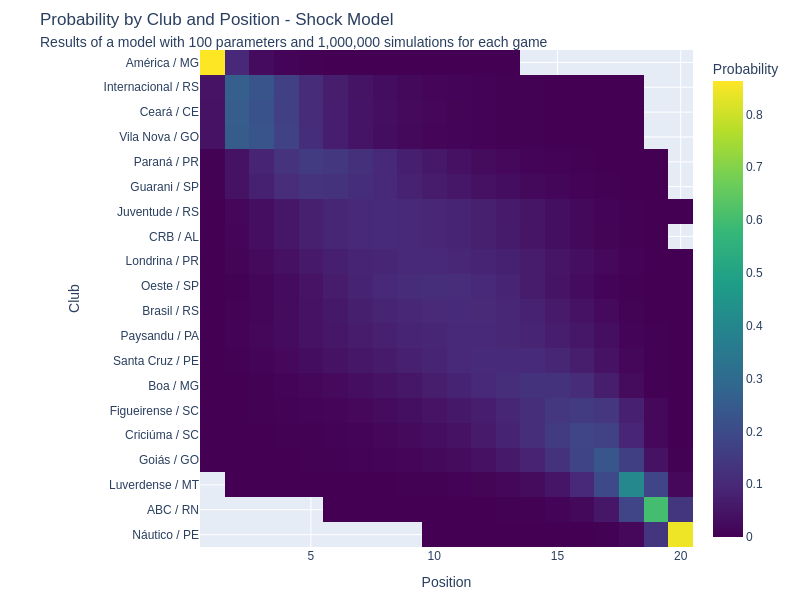 Probability by Club and Position - Shock Model
Results of a model with 100 parameters and 1,000,000 simulations for each game
Probability
América / MG
Internacional / RS
Ceará / CE
Vila Nova / GO
Paraná / PR
Guarani / SP
Juventude / RS
CRB / AL
Londrina / PR
Oeste / SP
Brasil / RS
Paysandu / PA
Santa Cruz / PE
Boa / MG
Figueirense / SC
Criciúma / SC
Goiás / GO
Luverdense / MT
ABC / RN
Náutico / PE
Club
5
10
15
20
Position
0.8
0.7
0.6
0.5
0.4
0.3
0.2
0.1
0